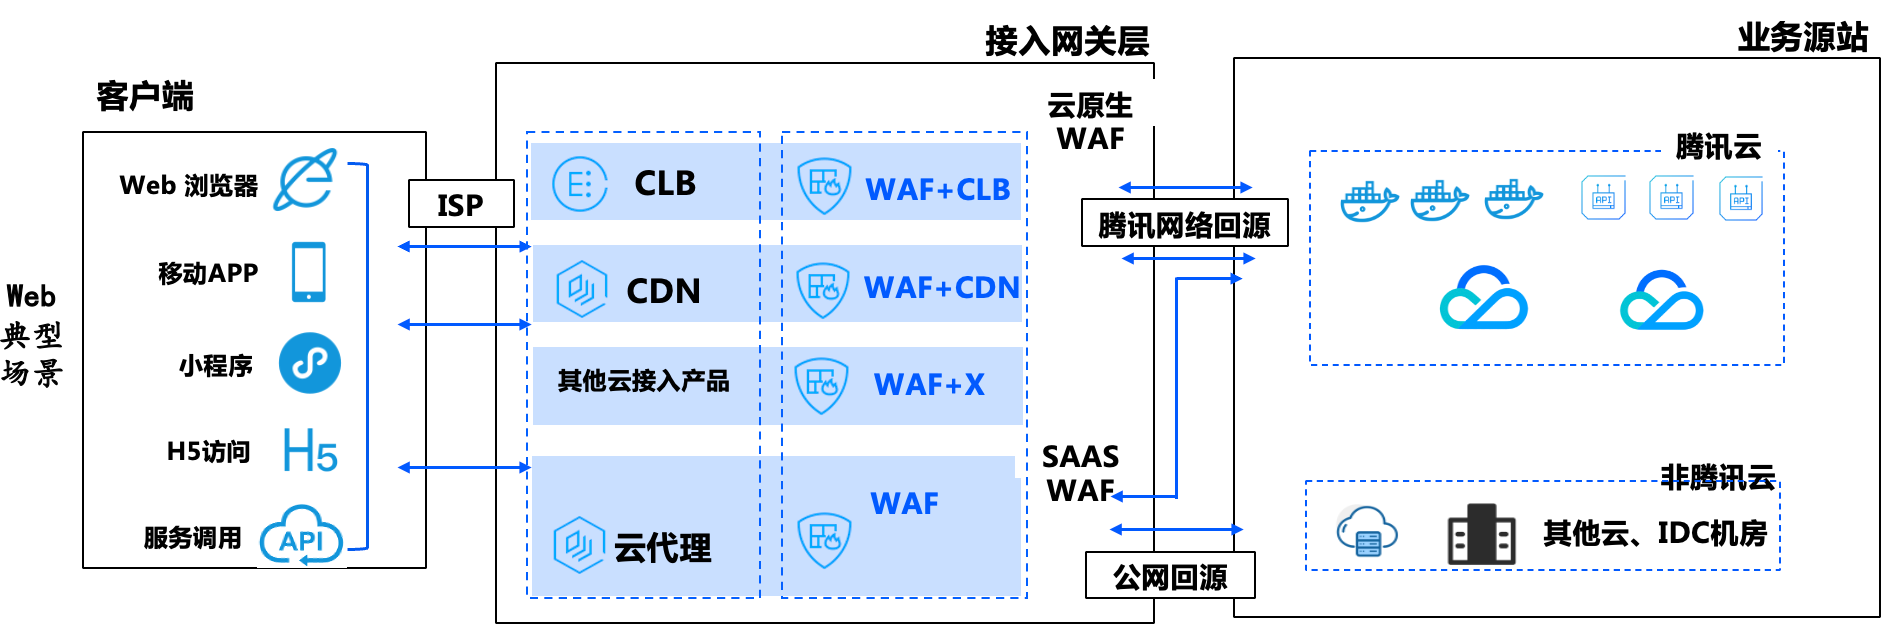 接入网关层
业务源站
客户端
云原生
WAF
腾讯云
Web 浏览器
ISP
CLB
WAF+CLB
API
API
API
腾讯网络回源
移动APP
CDN
WAF+CDN
Web
典型
场景
小程序
其他云接入产品
WAF+X
H5访问
H5
SAAS
WAF
非腾讯云
WAF
服务调用
API
云代理
其他云、IDC机房
公网回源